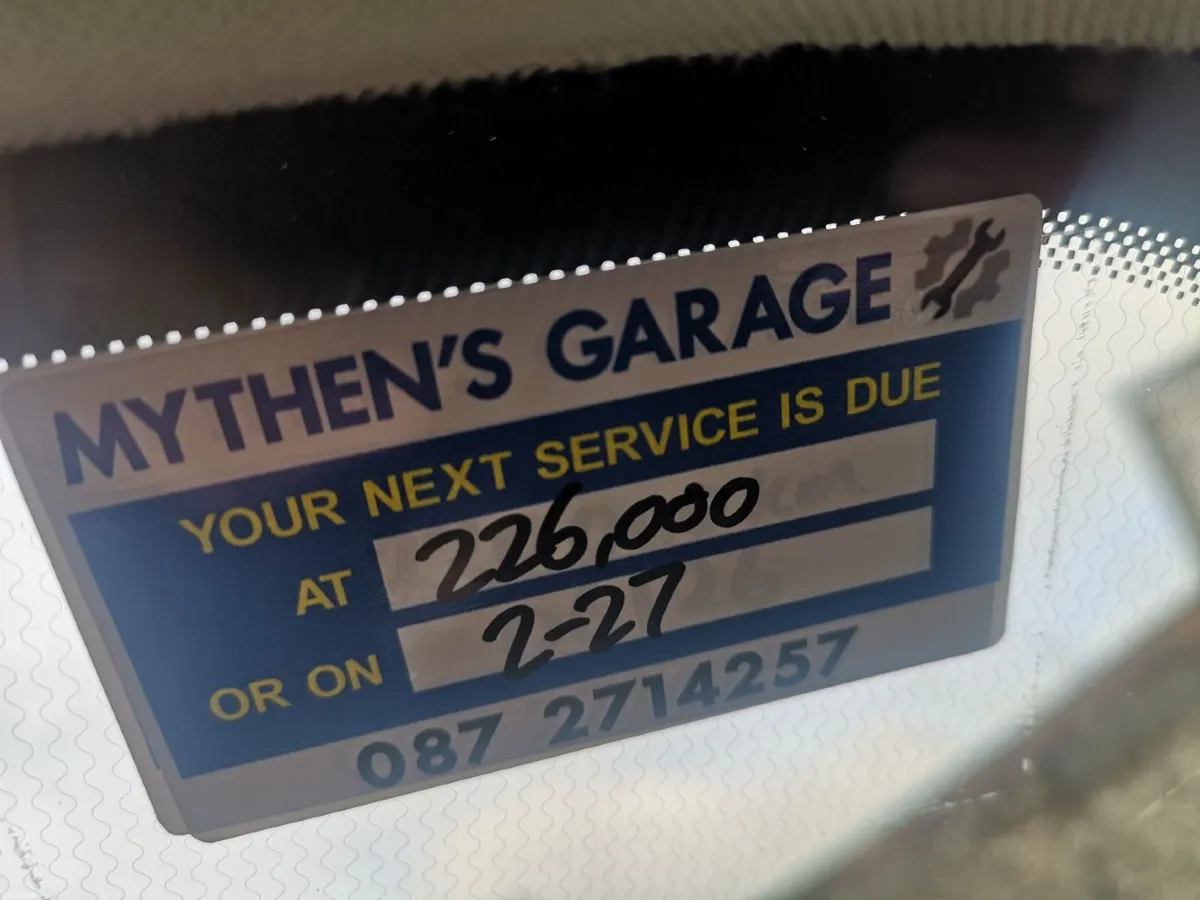 MYTHEN'S GARAGE
YOUR NEXT SERVICE IS DUE
AT 226,000
OR ON 2-27
087 2714257